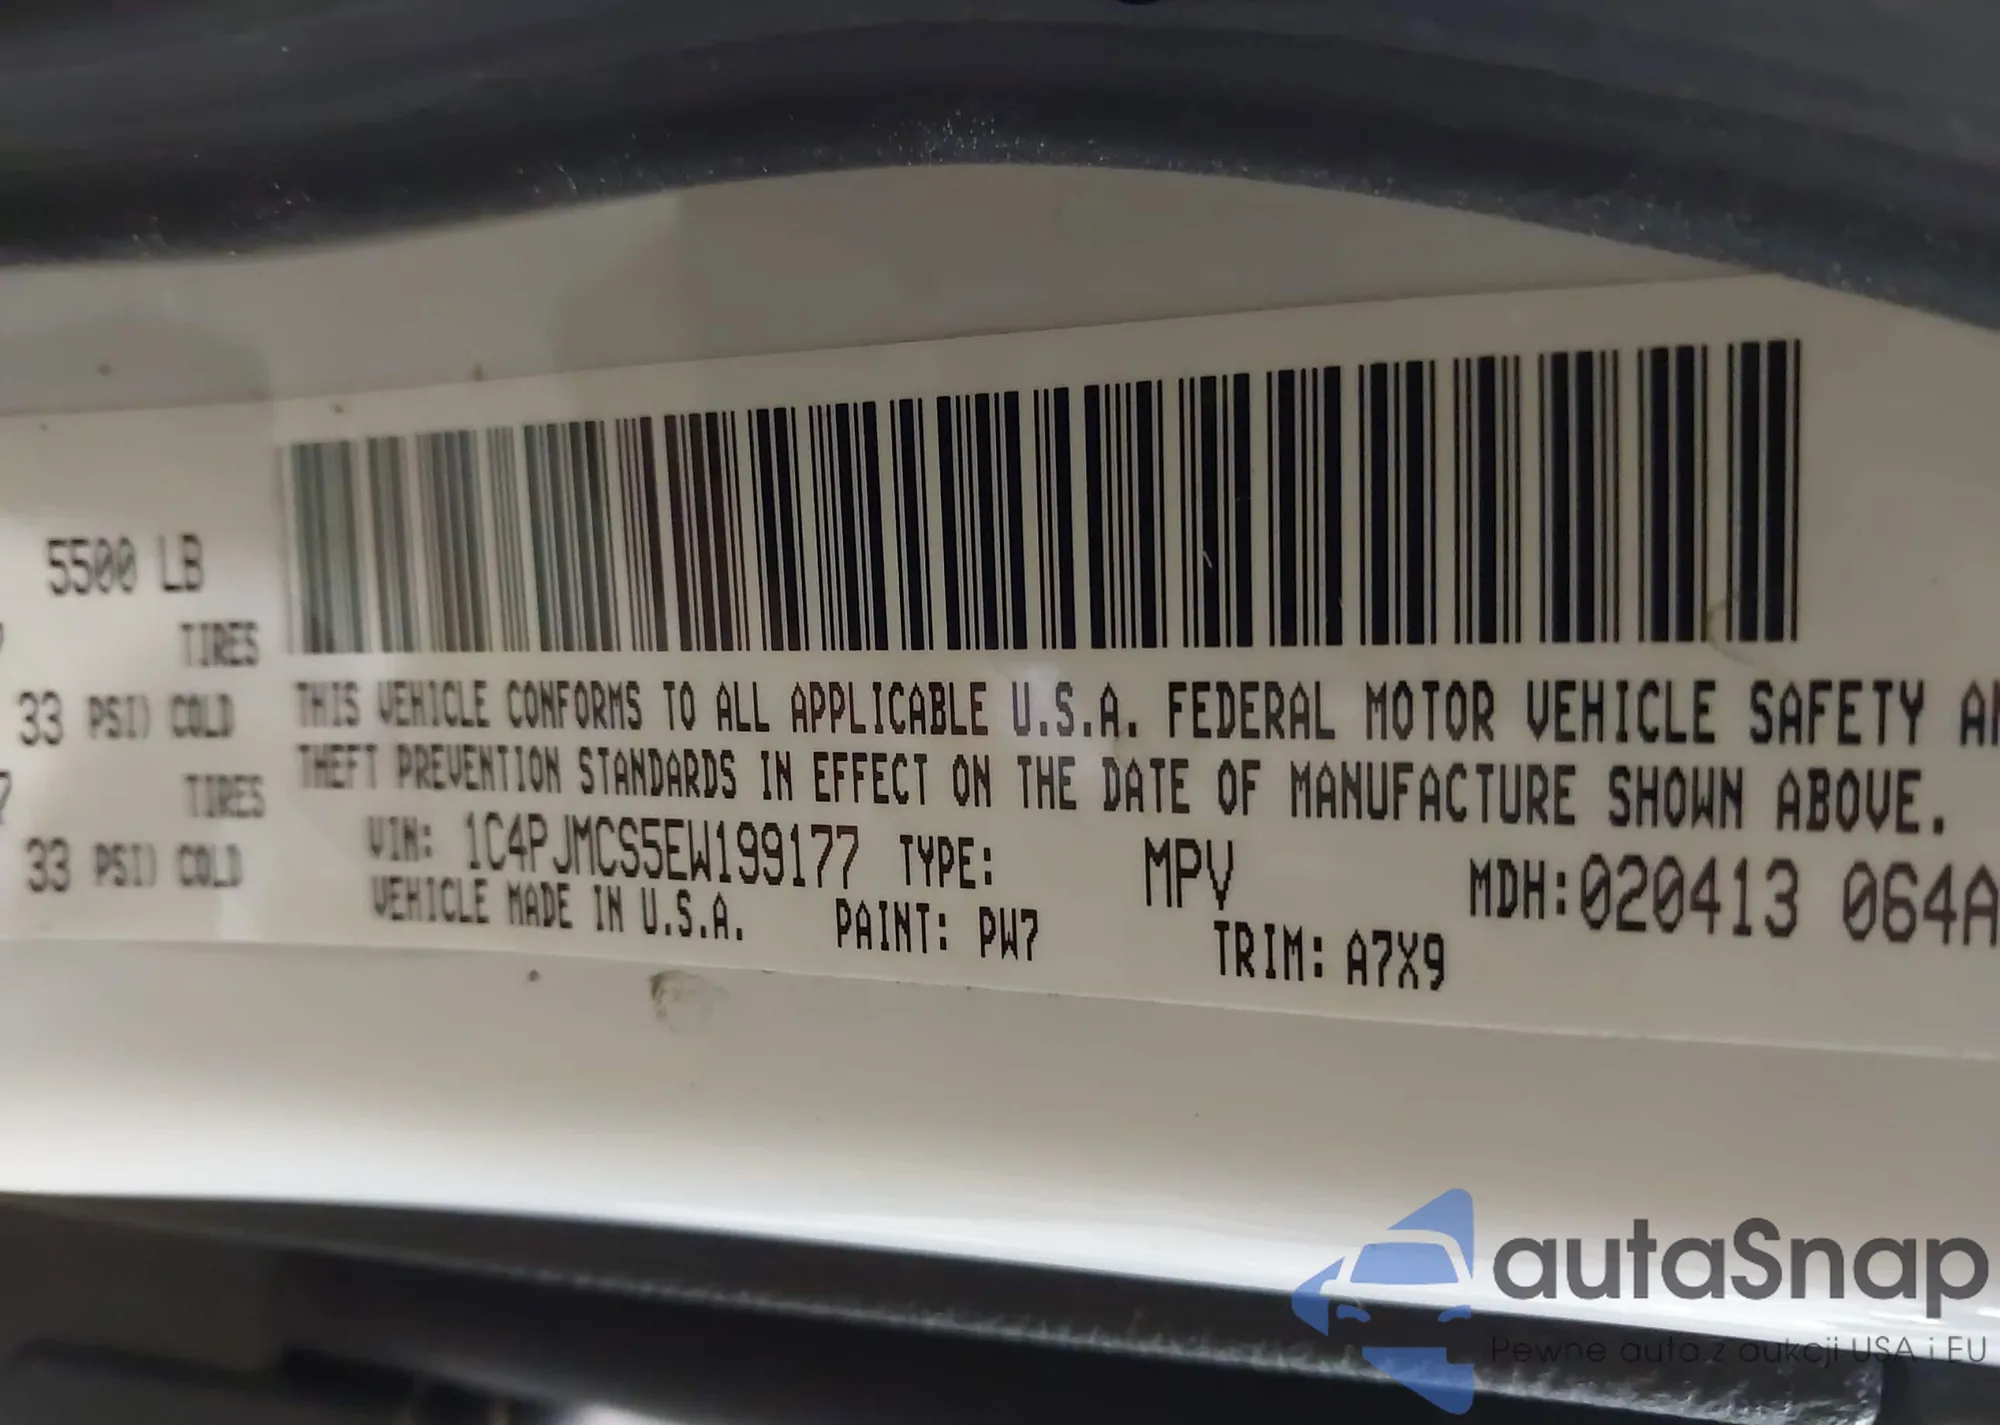 5500 LB
TIRES
33 PSI) COLD
TIRES
33 PSI) COLD
THIS VEHICLE CONFORMS TO ALL APPLICABLE U.S.A. FEDERAL MOTOR VEHICLE SAFETY AN
THEFT PREVENTION STANDARDS IN EFFECT ON THE DATE OF MANUFACTURE SHOWN ABOVE.
VIN: 1C4PJMCS5EW199177 TYPE: MPV MDH:020413 064A
VEHICLE MADE IN U.S.A. PAINT: PW7 TRIM: A7X9
autaSnap
Pewne auta z aukcji USA i EU